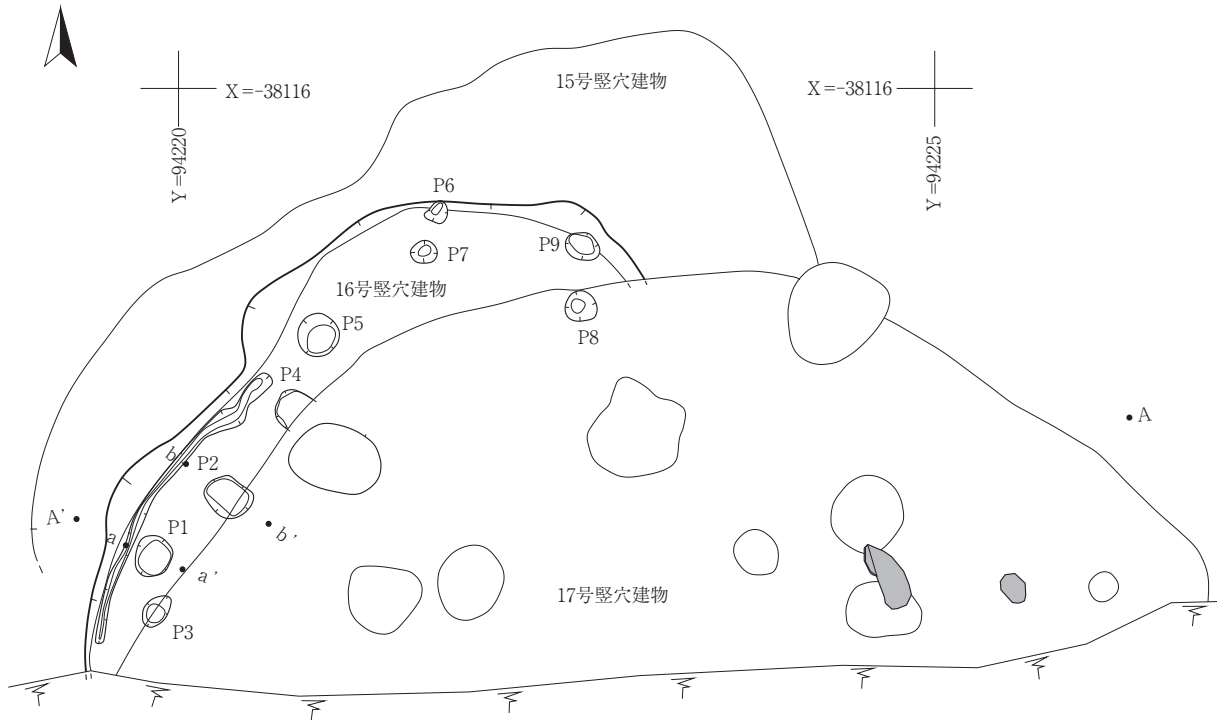 15号竪穴建物
X=-38116
X=-38116
Y=94220
Y=94225
P6
P7
P9
16号竪穴建物
P5
P8
P4
A
b
P2
A’
P1
a
b’
a’
17号竪穴建物
P3